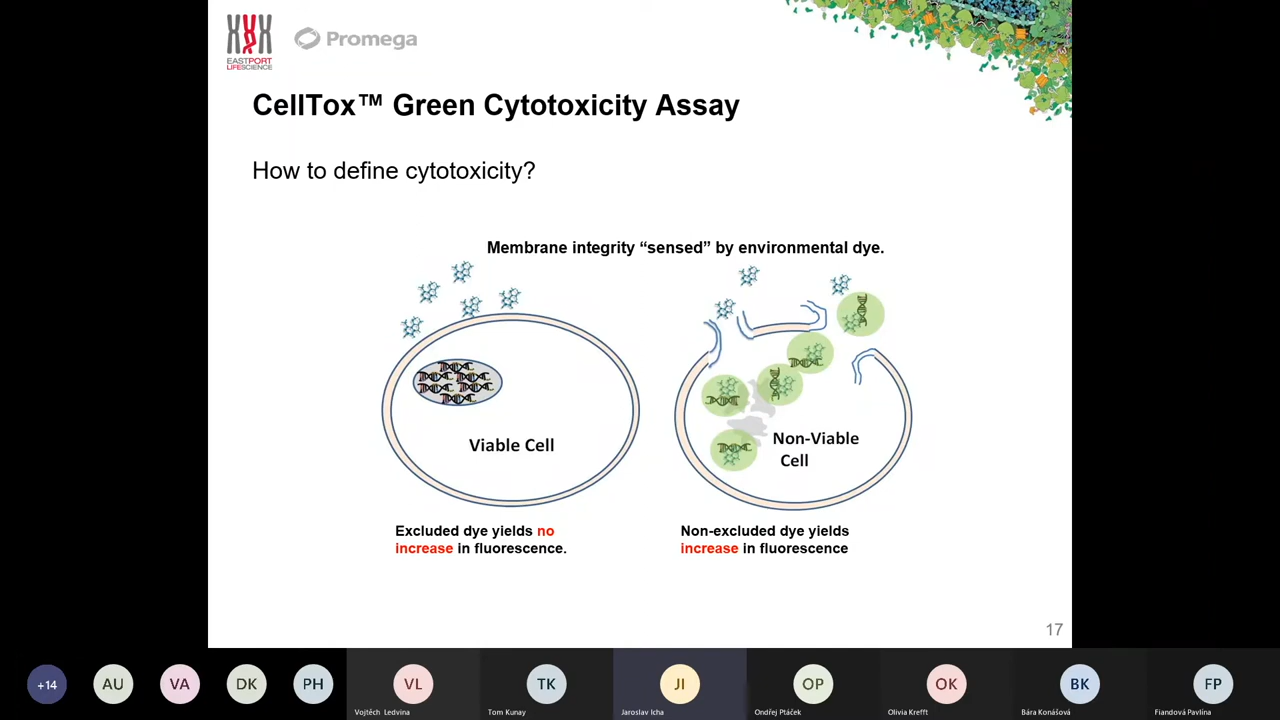 EASTPORT
LIFESCIENCE
Promega
CellTox™ Green Cytotoxicity Assay
How to define cytotoxicity?
Membrane integrity “sensed” by environmental dye.
Viable Cell
Non-Viable
Cell
Excluded dye yields no
increase in fluorescence.
Non-excluded dye yields
increase in fluorescence
17
+14
AU
VA
DK
PH
VL
TK
JI
OP
OK
BK
FP
Vojtěch Ledvina
Tom Kunay
Jaroslav Icha
Ondřej Ptáček
Olivia Krefft
Bára Konášová
Fiandová Pavlína